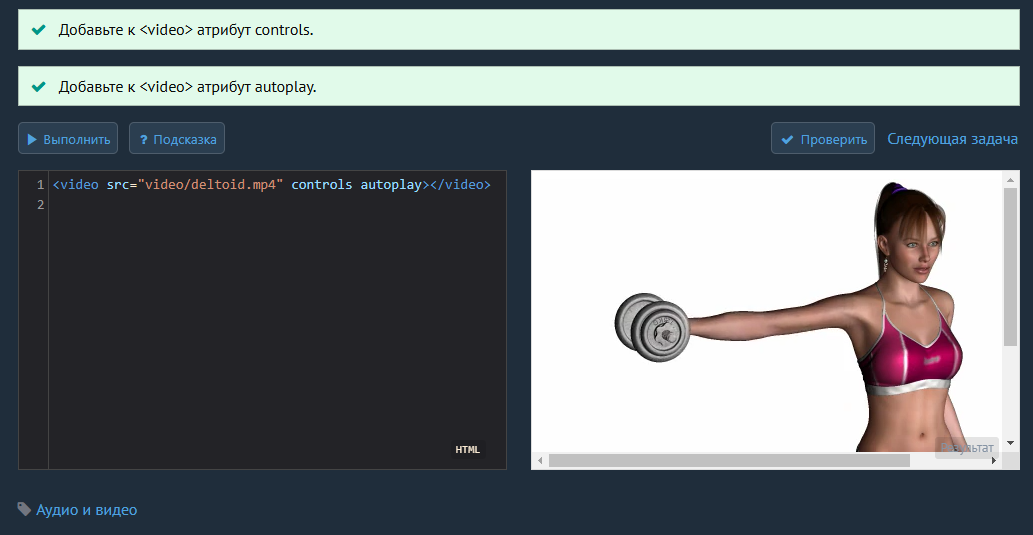 Добавьте к <video> атрибут controls.
Добавьте к <video> атрибут autoplay.
Выполнить
? Подсказка
Проверить
Следующая задача
1 <video src="video/deltoid.mp4" controls autoplay></video>
2
HTML
Результат
Аудио и видео